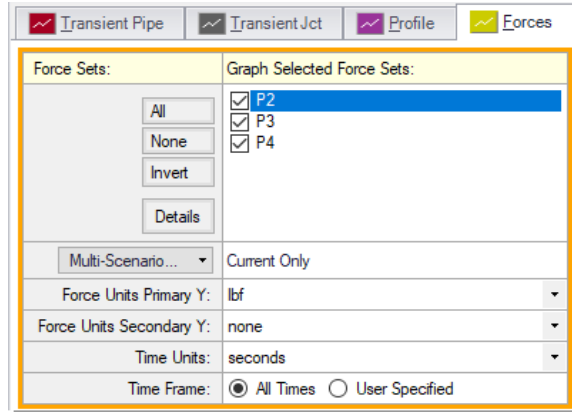 Transient Pipe Transient Jct Profile Forces
Force Sets: Graph Selected Force Sets:
All
None
Invert
Details
P2
P3
P4
Multi-Scenario... Current Only
Force Units Primary Y: lbf
Force Units Secondary Y: none
Time Units: seconds
Time Frame: All Times User Specified